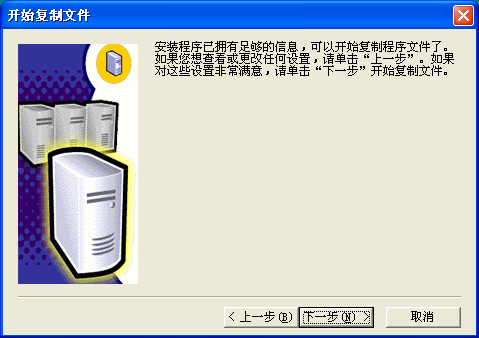 开始复制文件
安装程序已拥有足够的信息，可以开始复制程序文件了。
如果您想查看或更改任何设置，请单击“上一步”。如果
对这些设置非常满意，请单击“下一步”开始复制文件。
< 上一步(B) 下一步(N) > 取消